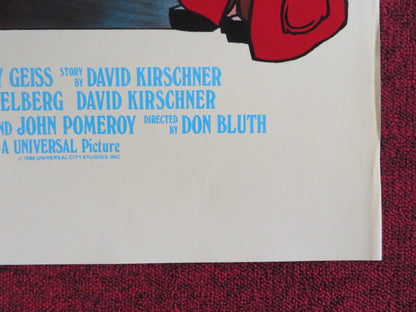 Y GEISS STORY BY DAVID KIRSCHNER
ELBERG DAVID KIRSCHNER
ND JOHN POMEROY DIRECTED BY DON BLUTH
A UNIVERSAL Picture
© 1986 UNIVERSAL CITY STUDIOS, INC.